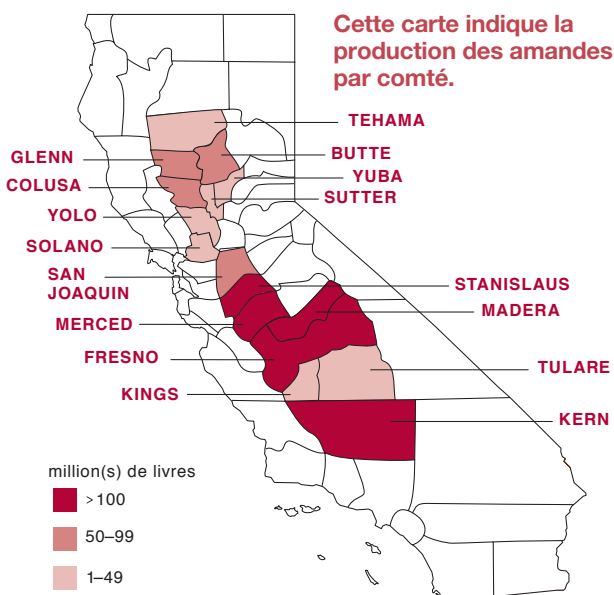 Cette carte indique la
production des amandes
par comté.
TEHAMA
GLENN
BUTTE
COLUSA
YUBA
SUTTER
YOLO
SOLANO
SAN
JOAQUIN
STANISLAUS
MADERA
MERCED
FRESNO
TULARE
KINGS
KERN
million(s) de livres
>100
50–99
1–49